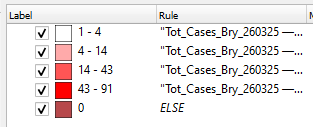 Label Rule
1 - 4 "Tot_Cases_Bry_260325 —...
4 - 14 "Tot_Cases_Bry_260325 —...
14 - 43 "Tot_Cases_Bry_260325 —...
43 - 91 "Tot_Cases_Bry_260325 —...
0 ELSE